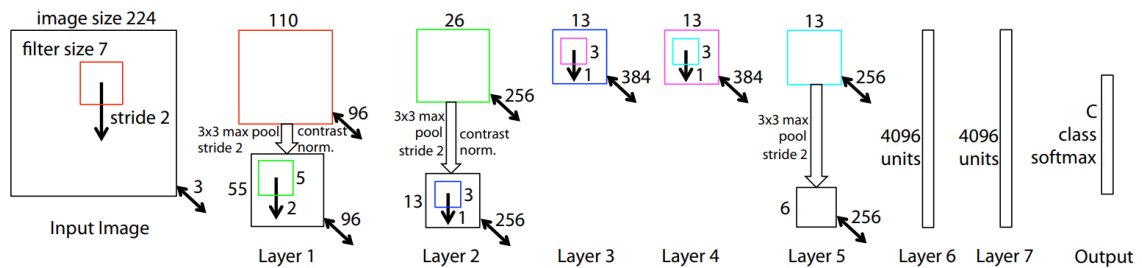 image size 224
filter size 7
stride 2
3
Input Image
110
96
3x3 max pool
stride 2
contrast
norm.
55
5
2
96
Layer 1
26
256
3x3 max
pool
stride 2
contrast
norm.
13
3
1
256
Layer 2
13
3
1
384
Layer 3
13
3
1
384
Layer 4
13
256
3x3 max
pool
stride 2
6
256
Layer 5
4096
units
Layer 6
4096
units
Layer 7
C
class
softmax
Output